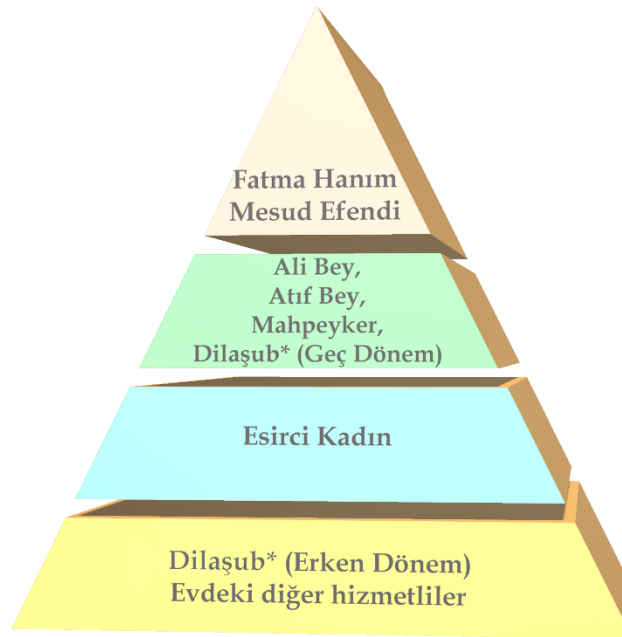 Fatma Hanım
Mesud Efendi
Ali Bey,
Atıf Bey,
Mahpeyker,
Dilaşub* (Geç Dönem)
Esirci Kadın
Dilaşub* (Erken Dönem)
Evdeki diğer hizmetliler